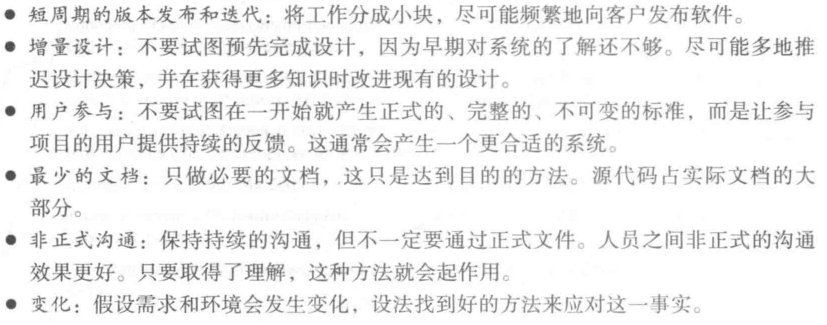 ● 短周期的版本发布和迭代：将工作分成小块，尽可能频繁地向客户发布软件。
● 增量设计：不要试图预先完成设计，因为早期对系统的了解还不够。尽可能多地推
迟设计决策，并在获得更多知识时改进现有的设计。
● 用户参与：不要试图在一开始就产生正式的、完整的、不可变的标准，而是让参与
项目的用户提供持续的反馈。这通常会产生一个更合适的系统。
● 最少的文档：只做必要的文档，这只是达到目的的方法。源代码占实际文档的大
部分。
● 非正式沟通：保持持续的沟通，但不一定要通过正式文件。人员之间非正式的沟通
效果更好。只要取得了理解，这种方法就会起作用。
● 变化：假设需求和环境会发生变化，设法找到好的方法来应对这一事实。